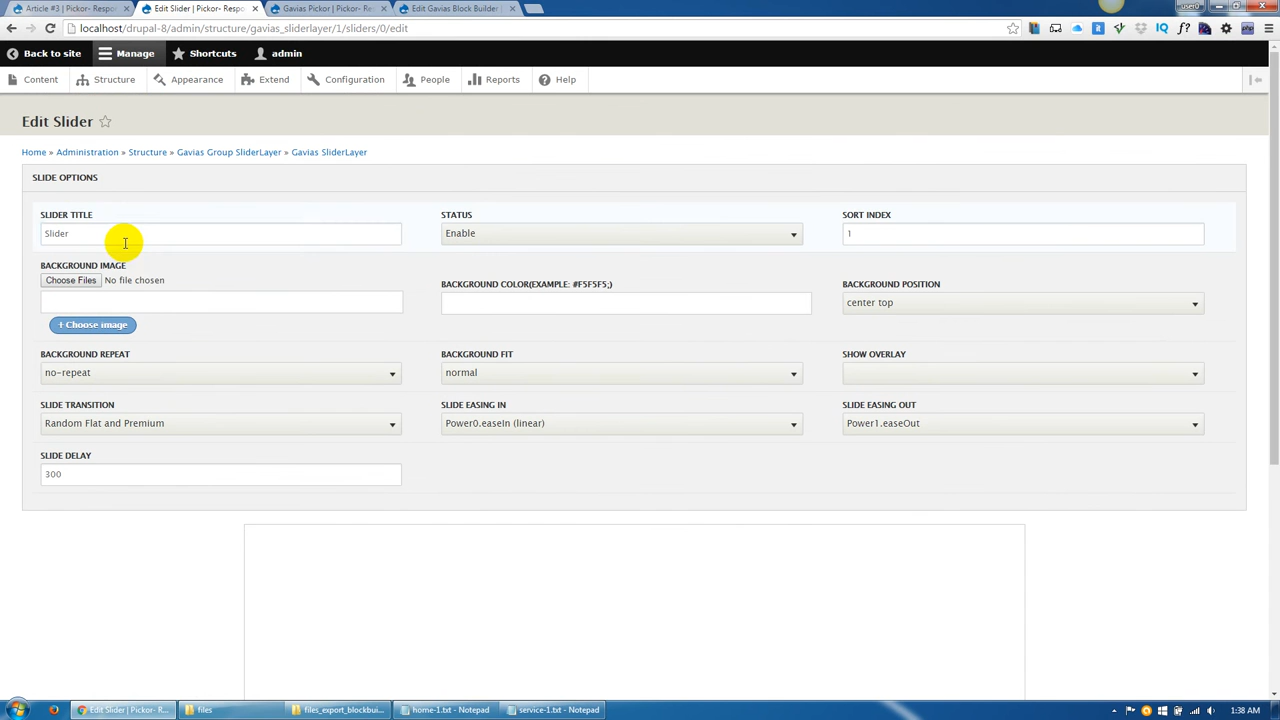 Article #3 | Pickor- Respo
Edit Slider | Pickor- Respo
Gavias Pickor | Pickor- Res
Edit Gavias Block Builder |
user0
localhost/drupal-8/admin/structure/gavias_sliderlayer/1/sliders/0/edit
Back to site
Manage
Shortcuts
admin
Content
Structure
Appearance
Extend
Configuration
People
Reports
Help
Edit Slider
Home » Administration » Structure » Gavias Group SliderLayer » Gavias SliderLayer
SLIDE OPTIONS
SLIDER TITLE
STATUS
SORT INDEX
Slider
Enable
1
BACKGROUND IMAGE
Choose Files No file chosen
BACKGROUND COLOR(EXAMPLE: #F5F5F5;)
BACKGROUND POSITION
center top
+ Choose image
BACKGROUND REPEAT
BACKGROUND FIT
SHOW OVERLAY
no-repeat
normal
SLIDE TRANSITION
SLIDE EASING IN
SLIDE EASING OUT
Random Flat and Premium
Power0.easeIn (linear)
Power1.easeOut
SLIDE DELAY
300
Edit Slider | Pickor- R...
files
files_export_blockbui...
home-1.txt - Notepad
service-1.txt - Notepad
1:38 AM